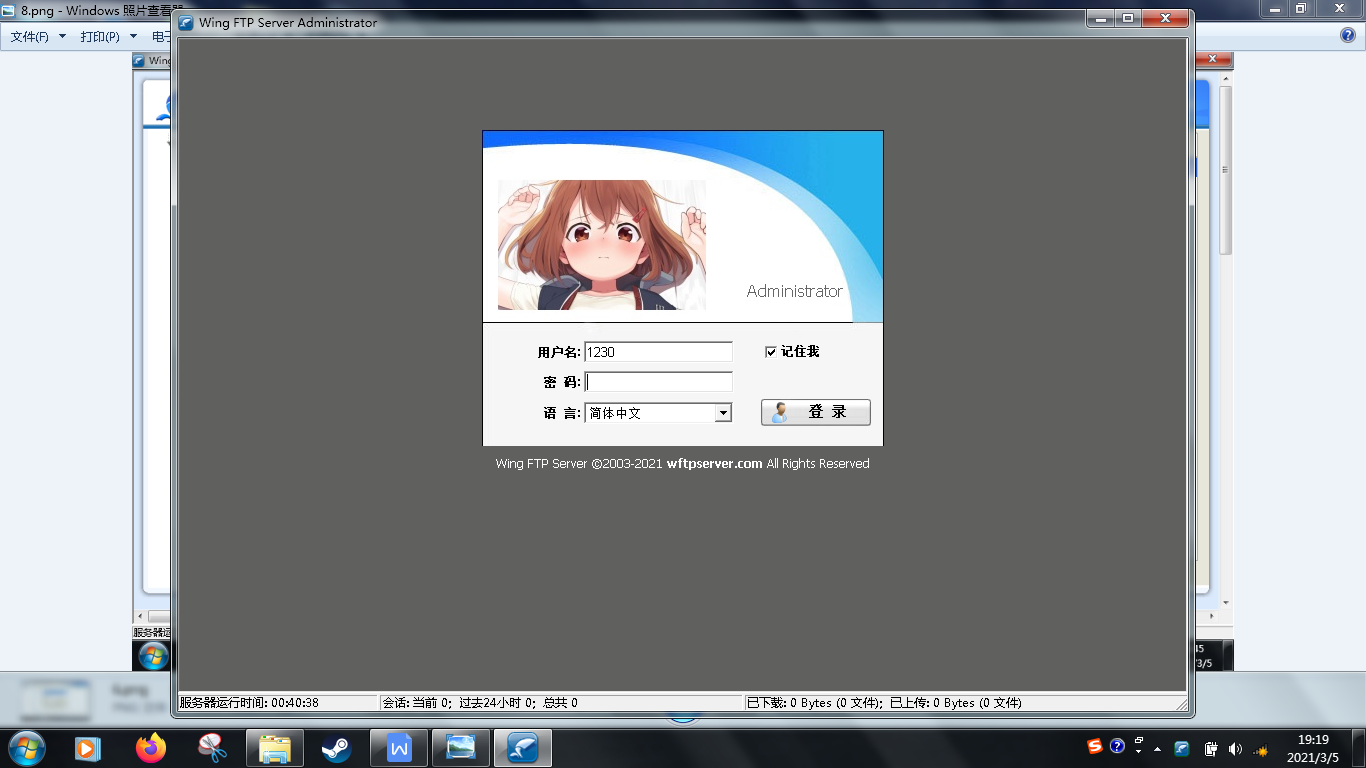 8.png - Windows 照片查看器
Wing FTP Server Administrator
文件(F) 打印(P) 电子
Wing
Administrator
用户名: 1230 记住我
密 码:
语 言: 简体中文 登 录
Wing FTP Server ©2003-2021 wftpserver.com All Rights Reserved
服务器运
45
3/5
服务器运行时间: 00:40:38 会话: 当前 0; 过去24小时 0; 总共 0 已下载: 0 Bytes (0 文件); 已上传: 0 Bytes (0 文件)
19:19
2021/3/5